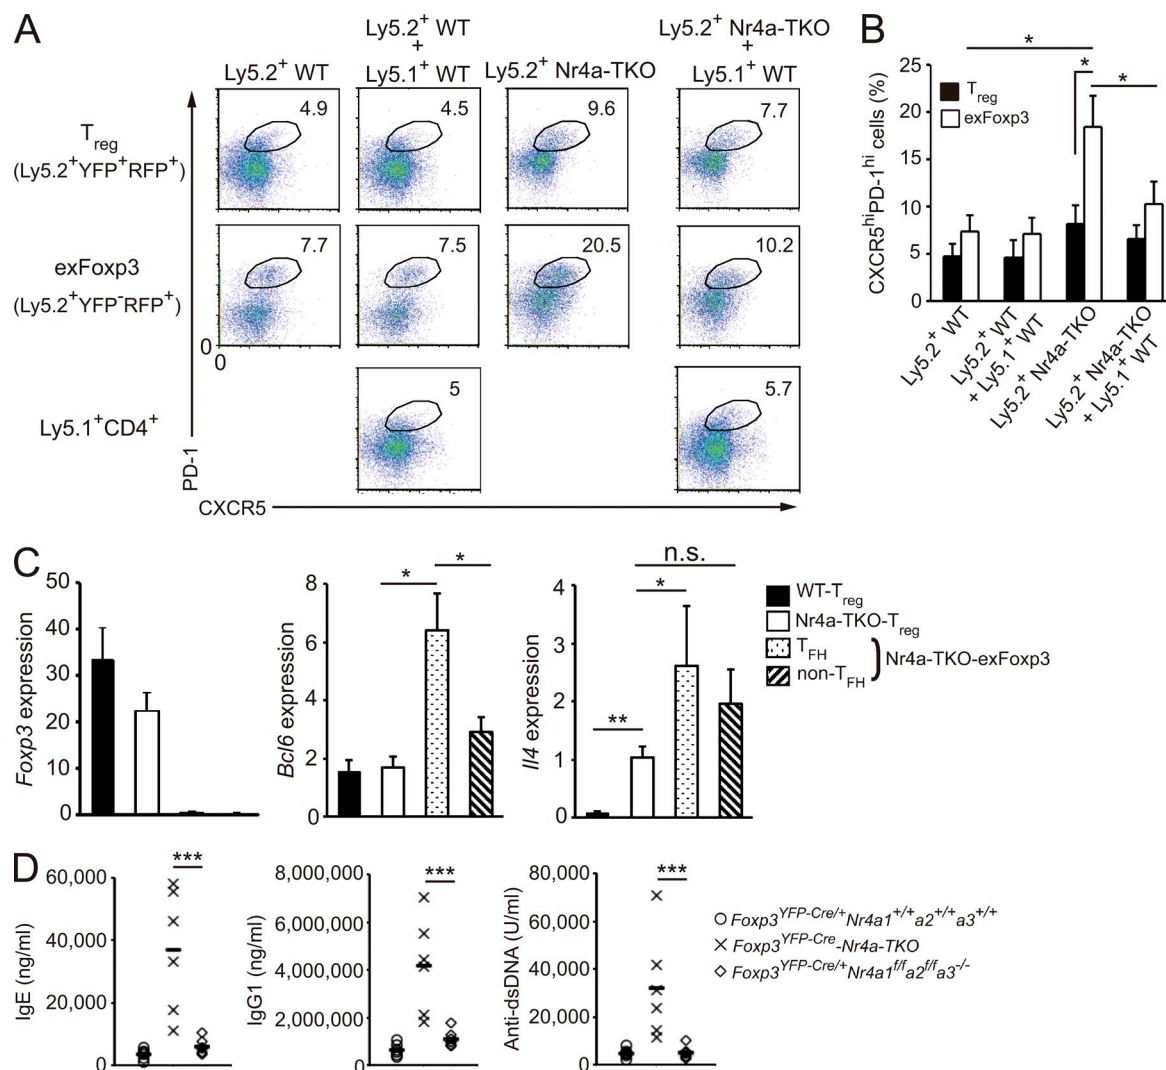 A
Ly5.2+ WT
Ly5.2+ WT
+
Ly5.1+ WT
Ly5.2+ Nr4a-TKO
Ly5.2+ Nr4a-TKO
+
Ly5.1+ WT
Treg
(Ly5.2+YFP+RFP+)
4.9
4.5
9.6
7.7
exFoxp3
(Ly5.2+YFP-RFP+)
7.7
7.5
20.5
10.2
0
0
Ly5.1+CD4+
5
5.7
PD-1
CXCR5
B
CXCR5hiPD-1hi cells (%)
25
20
15
10
5
0
Treg
exFoxp3
*
*
*
Ly5.2+ WT
Ly5.2+ WT
+ Ly5.1+ WT
Ly5.2+ Nr4a-TKO
Ly5.2+ Nr4a-TKO
+ Ly5.1+ WT
C
Foxp3 expression
50
40
30
20
10
0
Bcl6 expression
8
6
4
2
0
*
*
Il4 expression
4
3
2
1
0
**
*
n.s.
WT-Treg
Nr4a-TKO-Treg
TFH
non-TFH
} Nr4a-TKO-exFoxp3
D
IgE (ng/ml)
60,000
40,000
20,000
0
***
IgG1 (ng/ml)
8,000,000
6,000,000
4,000,000
2,000,000
0
***
Anti-dsDNA (U/ml)
80,000
60,000
40,000
20,000
0
***
Foxp3YFP-Cre/+Nr4a1+/+a2+/+a3+/+
Foxp3YFP-Cre-Nr4a-TKO
Foxp3YFP-Cre/+Nr4a1f/fa2f/fa3-/-